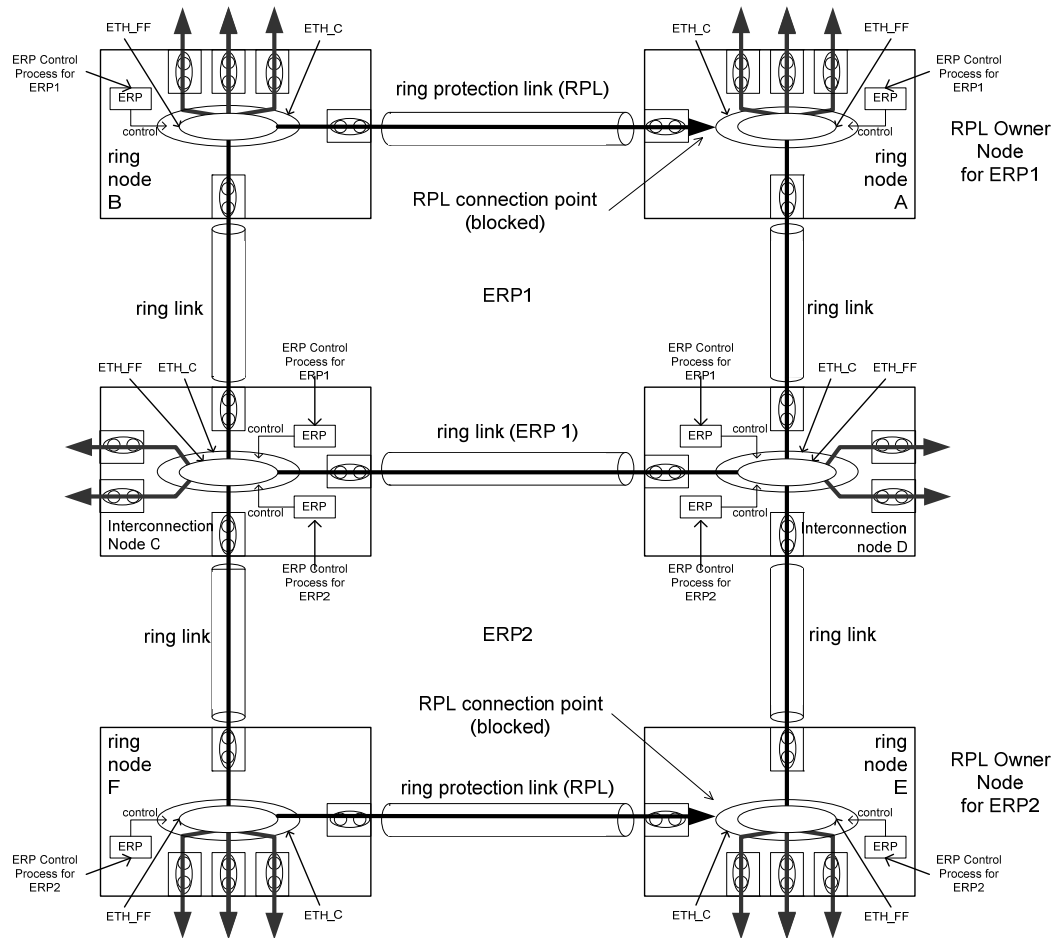 ETH_FF
ETH_C
ETH_C
ETH_FF
ERP Control
Process for
ERP1
ERP
control
ring
node
B
ring protection link (RPL)
RPL connection point
(blocked)
ERP Control
Process for
ERP1
ERP
control
ring
node
A
RPL Owner
Node
for ERP1
ring link
ERP1
ring link
ETH_FF
ETH_C
ERP Control
Process for
ERP1
control
ERP
ERP
control
Interconnection
Node C
ERP Control
Process for
ERP2
ring link (ERP 1)
ERP Control
Process for
ERP1
ERP
control
ETH_C
ETH_FF
ERP
control
Interconnection
node D
ERP Control
Process for
ERP2
ring link
ERP2
ring link
RPL connection point
(blocked)
ring
node
F
control
ERP
ERP Control
Process for
ERP2
ETH_FF
ETH_C
ring protection link (RPL)
ring
node
E
control
ERP
ERP Control
Process for
ERP2
RPL Owner
Node
for ERP2
ETH_C
ETH_FF